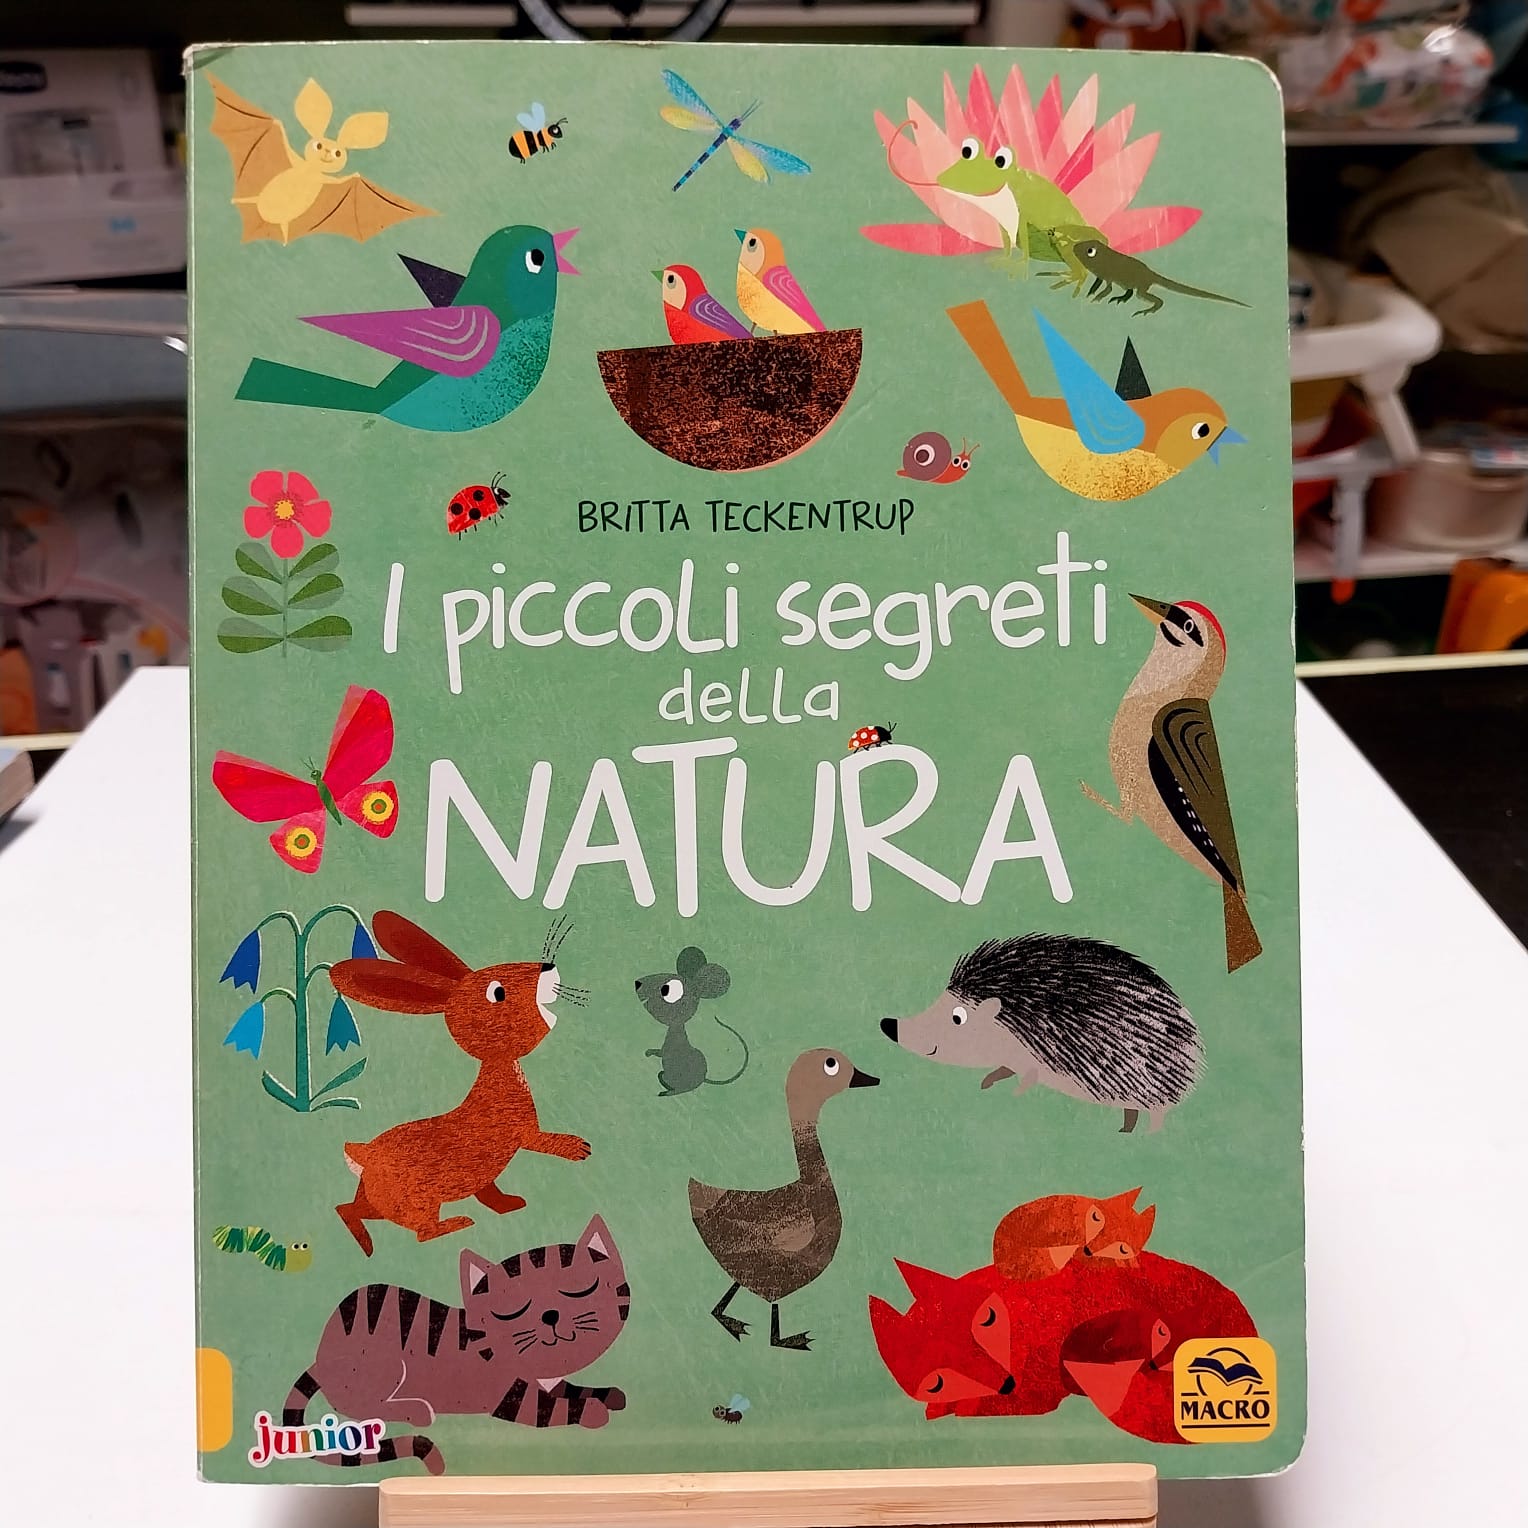 BRITTA TECKENTRUP
I piccoli segreti
della
NATURA
junior
MACRO